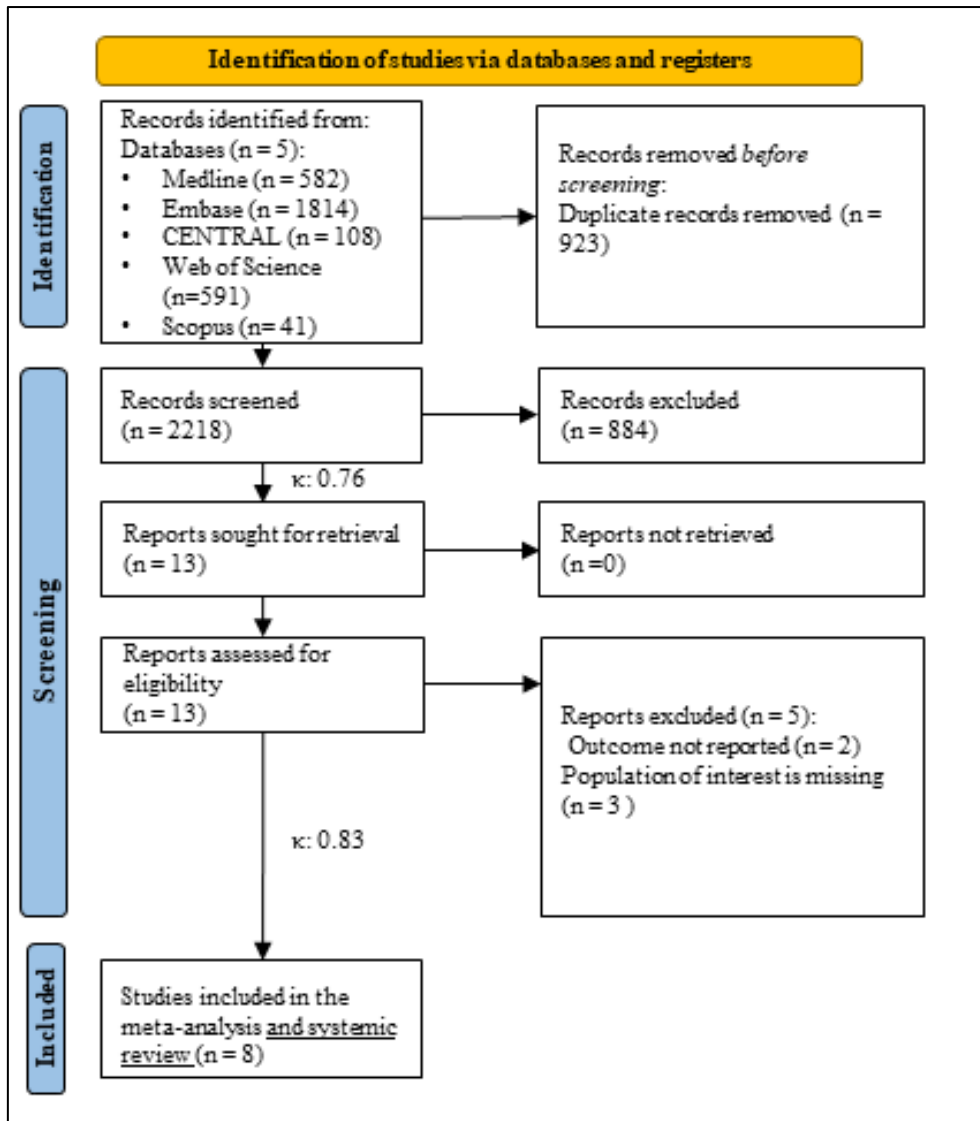 Identification of studies via databases and registers
Identification
Records identified from:
Databases (n = 5):
• Medline (n = 582)
• Embase (n = 1814)
• CENTRAL (n = 108)
• Web of Science
(n=591)
• Scopus (n= 41)
Records removed before
screening:
Duplicate records removed (n =
923)
Screening
Records screened
(n = 2218)
Records excluded
(n = 884)
κ: 0.76
Reports sought for retrieval
(n = 13)
Reports not retrieved
(n =0)
Reports assessed for
eligibility
(n = 13)
Reports excluded (n = 5):
Outcome not reported (n= 2)
Population of interest is missing
(n = 3 )
κ: 0.83
Included
Studies included in the
meta-analysis and systemic
review (n = 8)